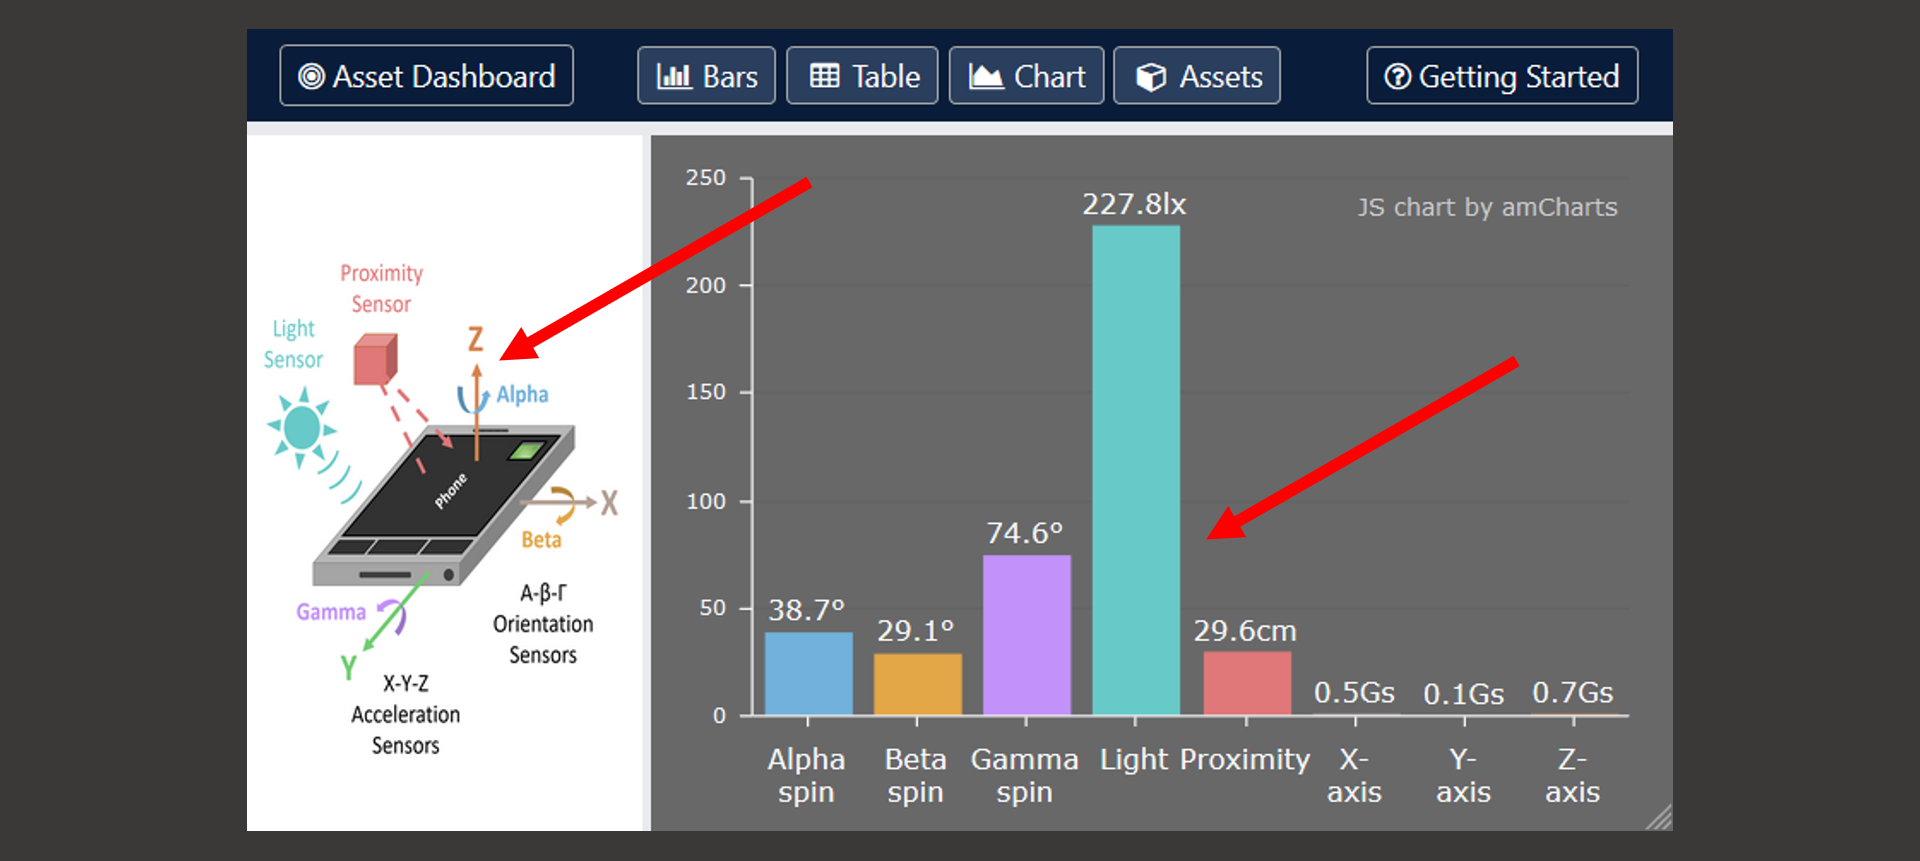 Asset Dashboard
Bars
Table
Chart
Assets
Getting Started
Proximity
Sensor
Light
Sensor
Z
Alpha
Phone
X
Beta
Gamma
Y
Α-β-Γ
Orientation
Sensors
X-Y-Z
Acceleration
Sensors
JS chart by amCharts
250
200
150
100
50
0
38.7°
29.1°
74.6°
227.8lx
29.6cm
0.5Gs
0.1Gs
0.7Gs
Alpha
spin
Beta
spin
Gamma
spin
Light
Proximity
X-
axis
Y-
axis
Z-
axis